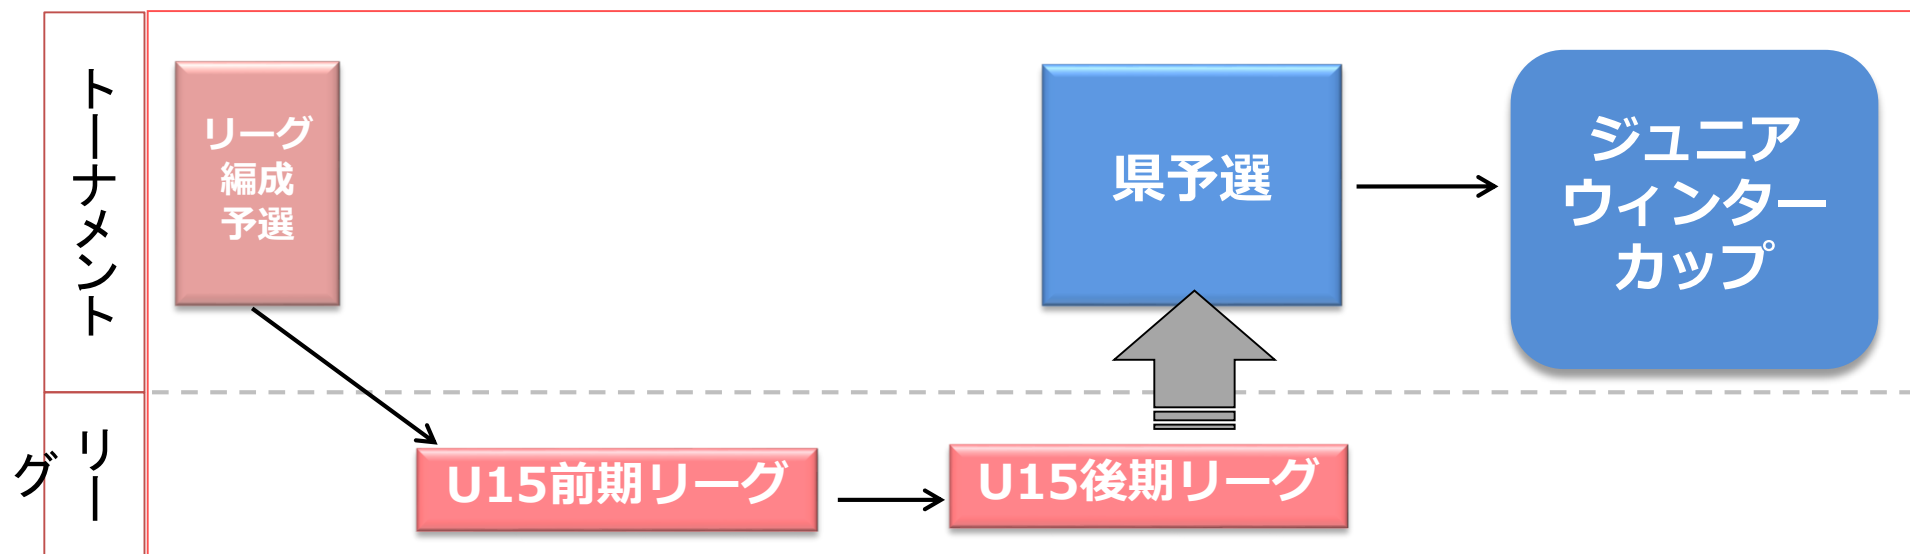 トーナメント
リーグ
編成
予選
県予選
ジュニア
ウィンター
カップ
リーグ
U15前期リーグ
U15後期リーグ